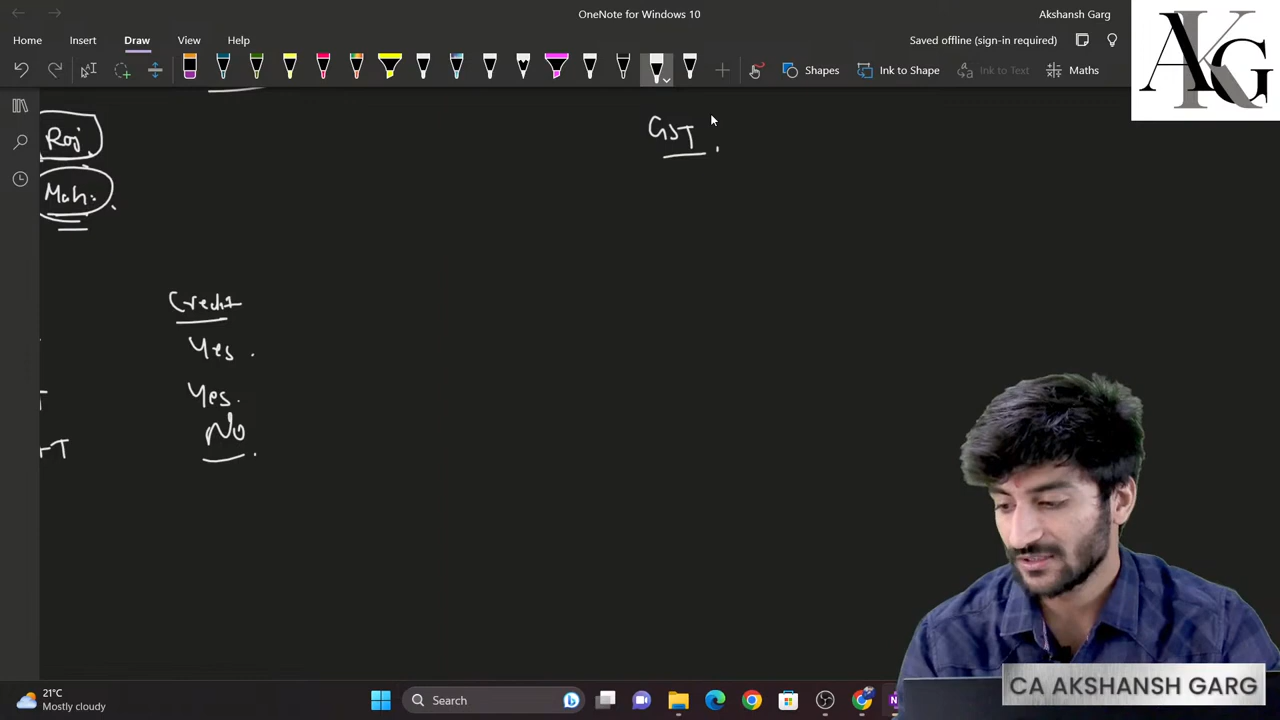 OneNote for Windows 10
Akshansh Garg
Home Insert Draw View Help
Saved offline (sign-in required)
Shapes Ink to Shape Ink to Text Maths
AKG
GST.
Raj
Mah.
Credit
Yes.
Yes.
No.
T
T
21°C
Mostly cloudy
Search
CA AKSHANSH GARG